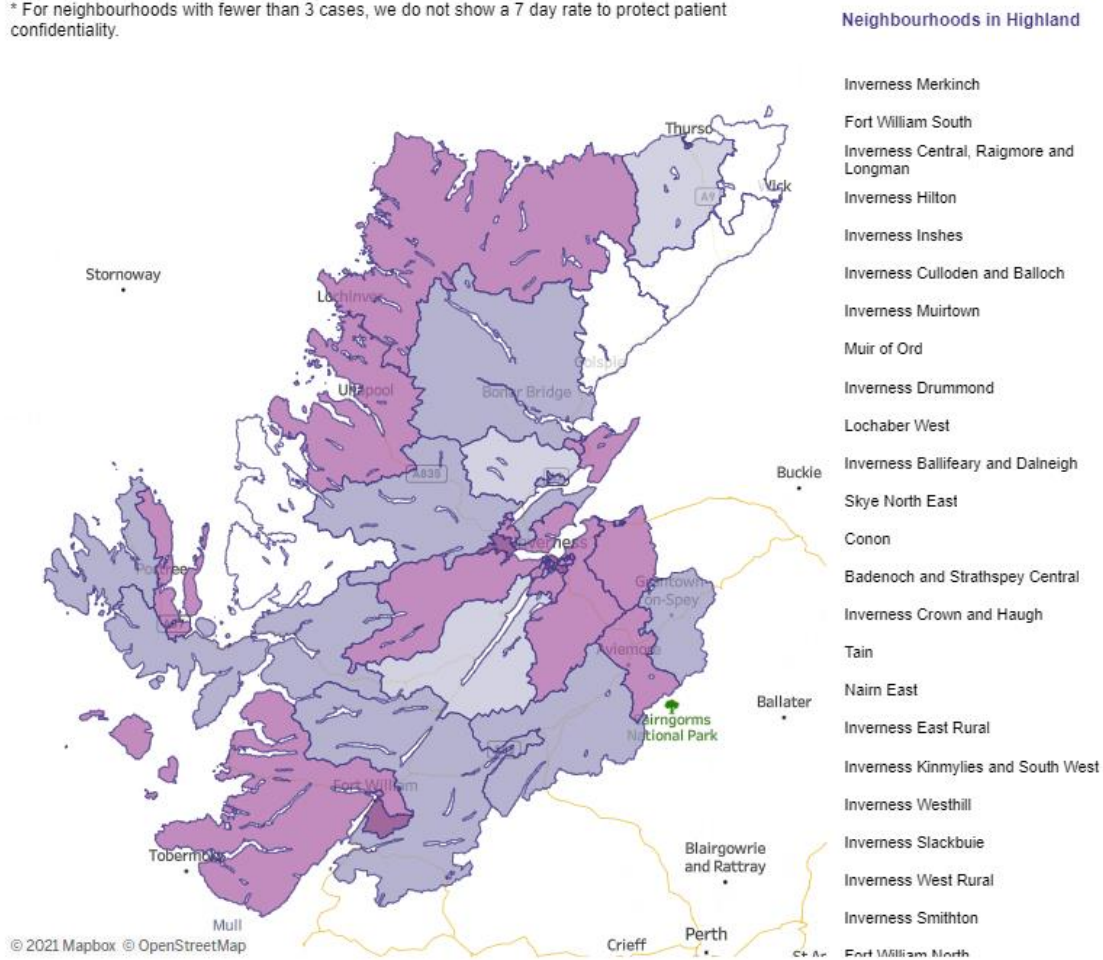 * For neighbourhoods with fewer than 3 cases, we do not show a 7 day rate to protect patient
confidentiality.
Neighbourhoods in Highland
Inverness Merkinch
Fort William South
Inverness Central, Raigmore and
Longman
Inverness Hilton
Inverness Inshes
Inverness Culloden and Balloch
Inverness Muirtown
Muir of Ord
Inverness Drummond
Lochaber West
Inverness Ballifeary and Dalneigh
Skye North East
Conon
Badenoch and Strathspey Central
Inverness Crown and Haugh
Tain
Nairn East
Inverness East Rural
Inverness Kinmylies and South West
Inverness Westhill
Inverness Slackbuie
Inverness West Rural
Inverness Smithton
Fort William North
Thurso
Wick
A9
Stornoway
Lochinver
Golspie
Ullapool
Bonar Bridge
A835
Buckie
Inverness
Portree
A87
Grantown-
on-Spey
Aviemore
Ballater
Cairngorms
National Park
Fort William
Tobermory
Blairgowrie
and Rattray
Mull
Crieff
Perth
© 2021 Mapbox © OpenStreetMap